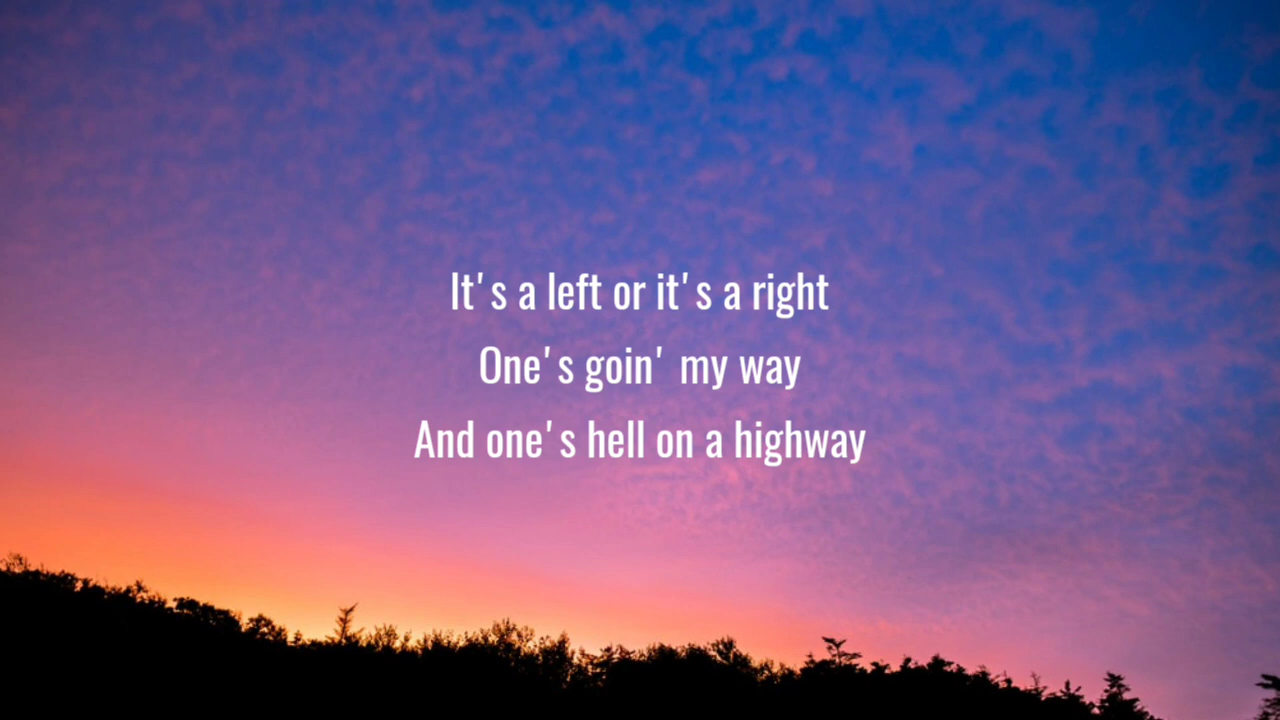 It's a left or it's a right
One's goin' my way
And one's hell on a highway